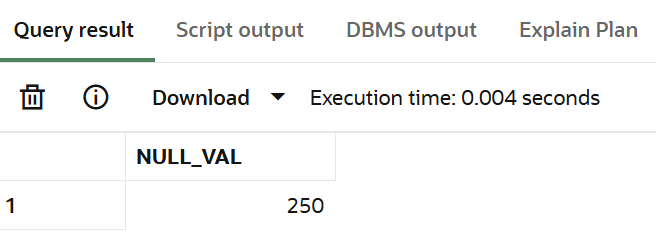 Query result Script output DBMS output Explain Plan
Download Execution time: 0.004 seconds
NULL_VAL
1 250